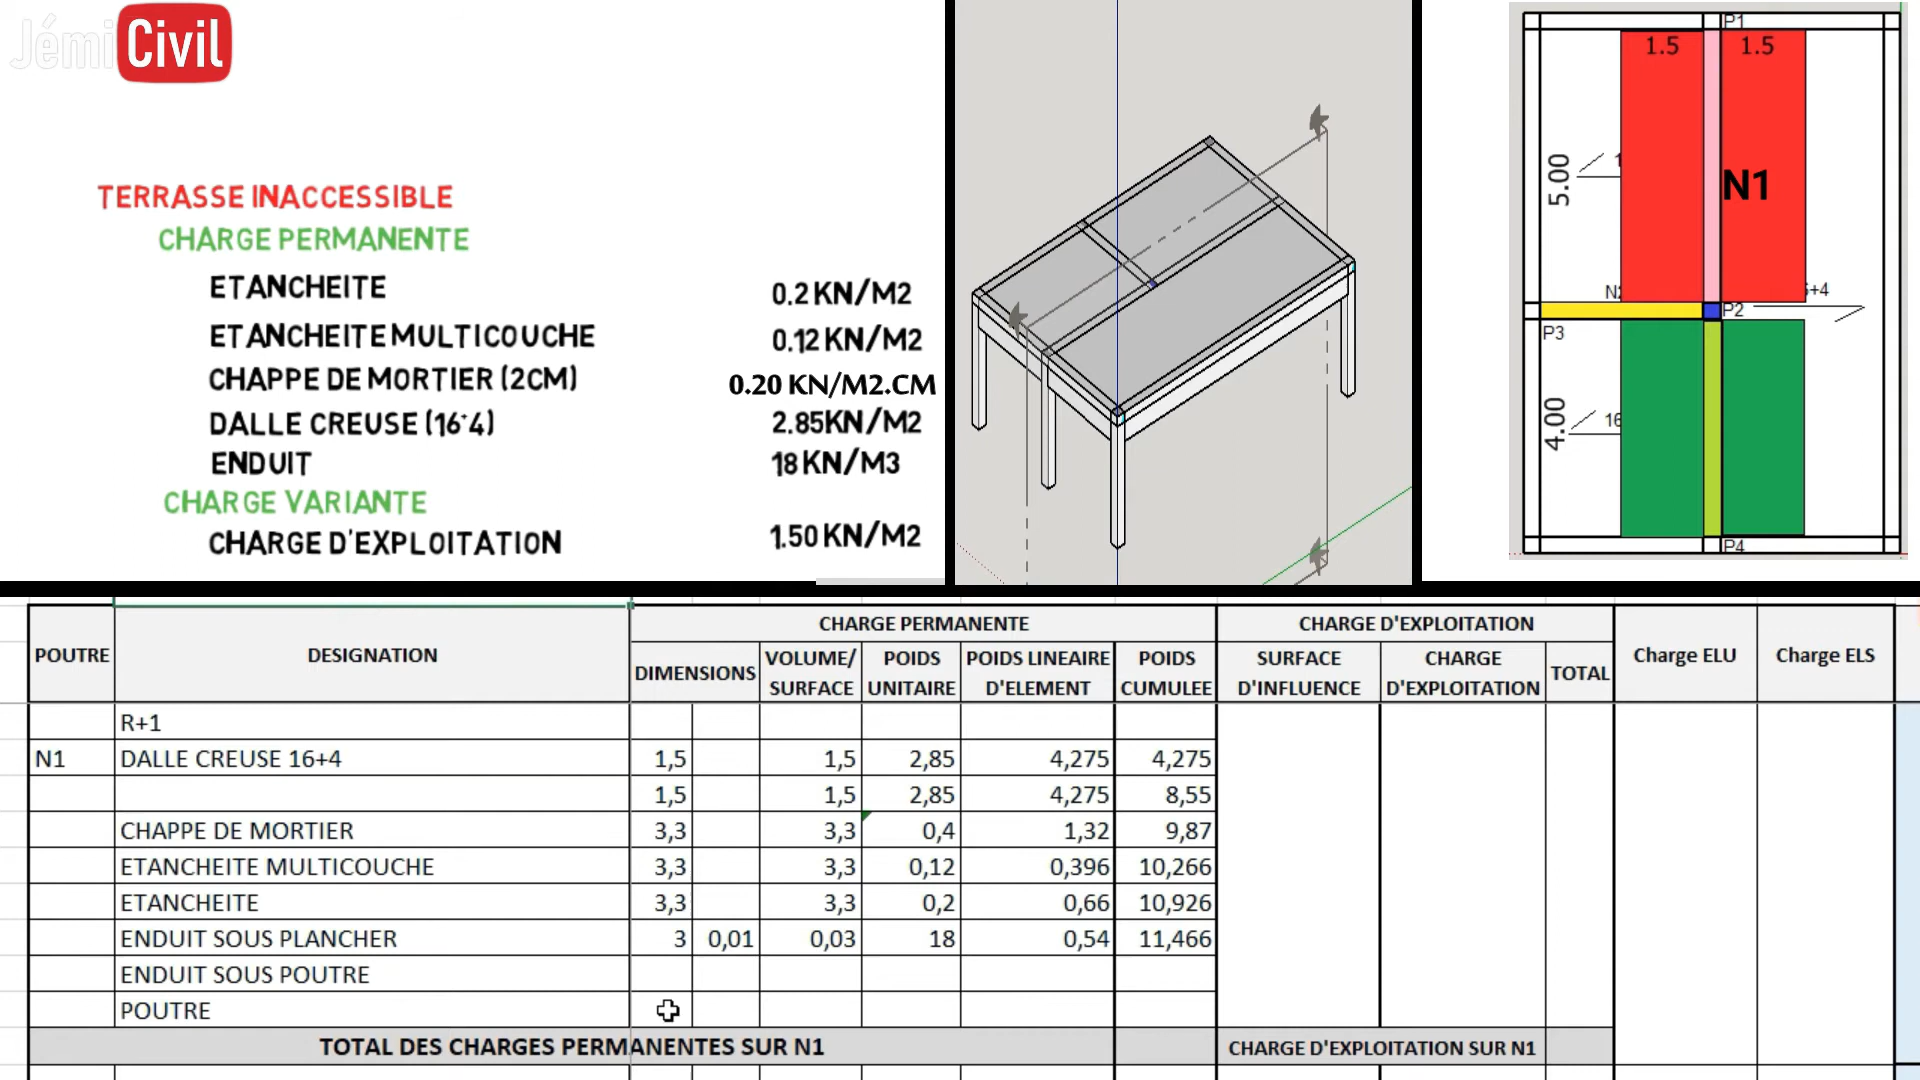 Jémi Civil
TERRASSE INACCESSIBLE
CHARGE PERMANENTE
ETANCHEITE 0.2 KN/M2
ETANCHEITE MULTICOUCHE 0.12 KN/M2
CHAPPE DE MORTIER (2CM) 0.20 KN/M2.CM
DALLE CREUSE (16+4) 2.85KN/M2
ENDUIT 18 KN/M3
CHARGE VARIANTE
CHARGE D'EXPLOITATION 1.50 KN/M2
P1
1.5 1.5
5.00 1
N1
N2 +4
P2
P3
4.00 16
P4
POUTRE DESIGNATION CHARGE PERMANENTE CHARGE D'EXPLOITATION Charge ELU Charge ELS
DIMENSIONS VOLUME/ SURFACE POIDS UNITAIRE POIDS LINEAIRE D'ELEMENT POIDS CUMULEE SURFACE D'INFLUENCE CHARGE D'EXPLOITATION TOTAL
R+1
N1 DALLE CREUSE 16+4 1,5 1,5 2,85 4,275 4,275
1,5 1,5 2,85 4,275 8,55
CHAPPE DE MORTIER 3,3 3,3 0,4 1,32 9,87
ETANCHEITE MULTICOUCHE 3,3 3,3 0,12 0,396 10,266
ETANCHEITE 3,3 3,3 0,2 0,66 10,926
ENDUIT SOUS PLANCHER 3 0,01 0,03 18 0,54 11,466
ENDUIT SOUS POUTRE
POUTRE
TOTAL DES CHARGES PERMANENTES SUR N1 CHARGE D'EXPLOITATION SUR N1